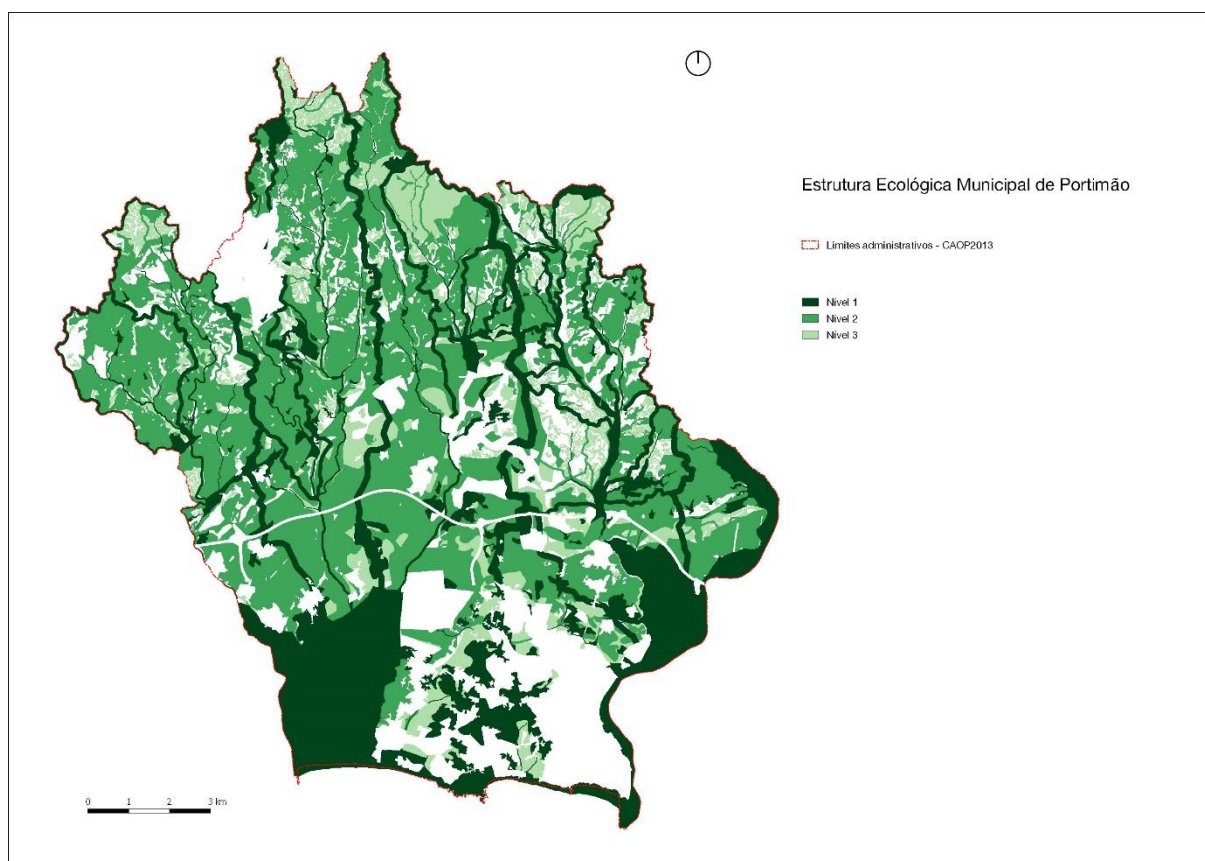 Estrutura Ecológica Municipal de Portimão
Limites administrativos - CAOP2013
Nível 1
Nível 2
Nível 3
0 1 2 3 km